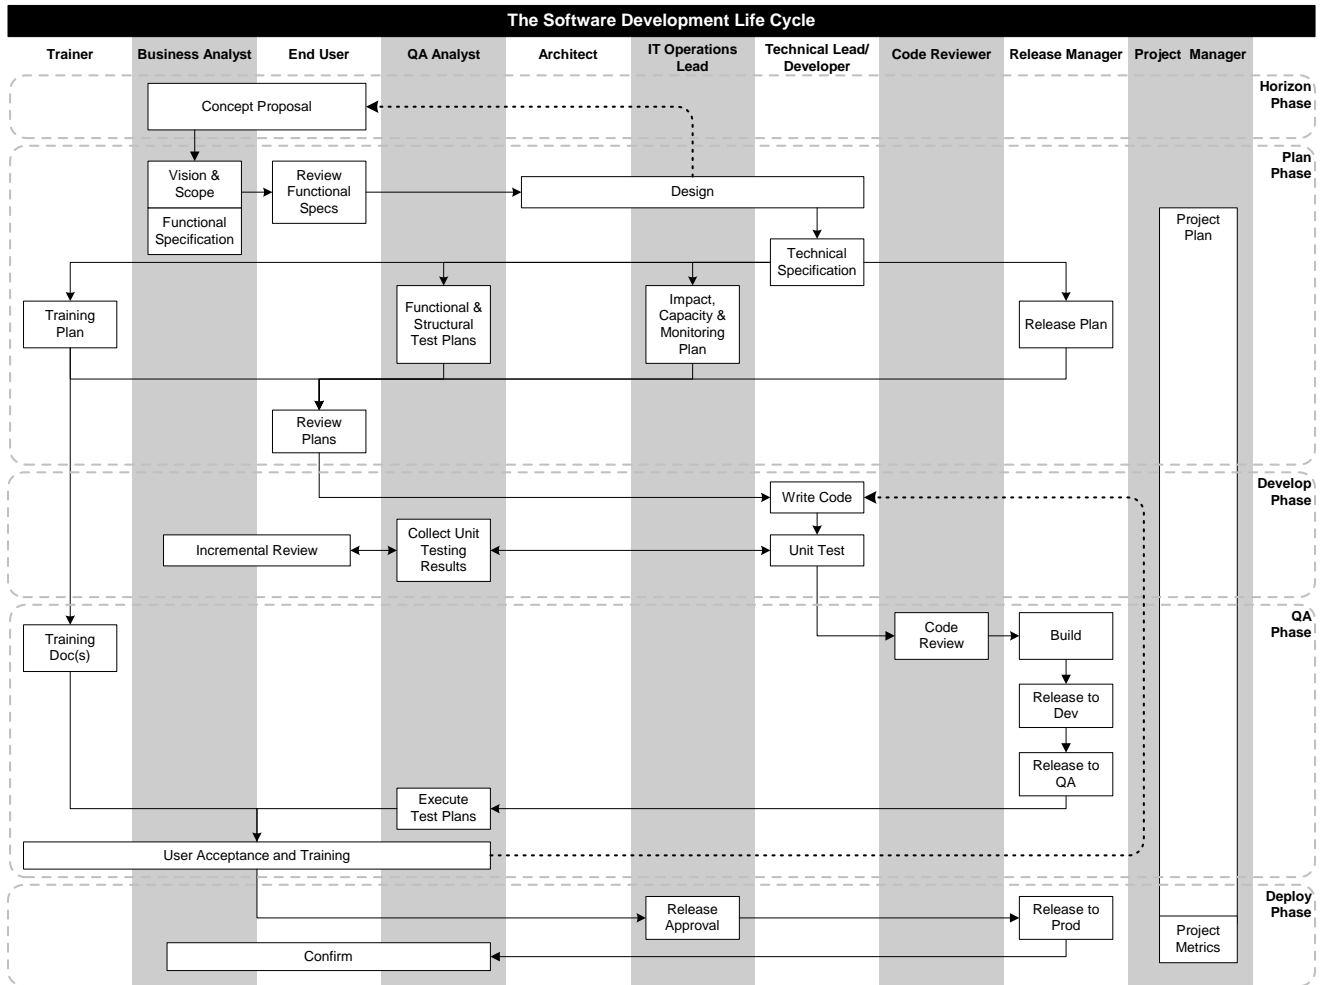 The Software Development Life Cycle
Trainer
Business Analyst
End User
QA Analyst
Architect
IT Operations
Lead
Technical Lead/
Developer
Code Reviewer
Release Manager
Project Manager
Horizon
Phase
Concept Proposal
Plan
Phase
Vision &
Scope
Review
Functional
Specs
Design
Functional
Specification
Project
Plan
Technical
Specification
Training
Plan
Functional &
Structural
Test Plans
Impact,
Capacity &
Monitoring
Plan
Release Plan
Review
Plans
Develop
Phase
Write Code
Incremental Review
Collect Unit
Testing
Results
Unit Test
QA
Phase
Training
Doc(s)
Code
Review
Build
Release to
Dev
Release to
QA
Execute
Test Plans
User Acceptance and Training
Deploy
Phase
Release
Approval
Release to
Prod
Project
Metrics
Confirm